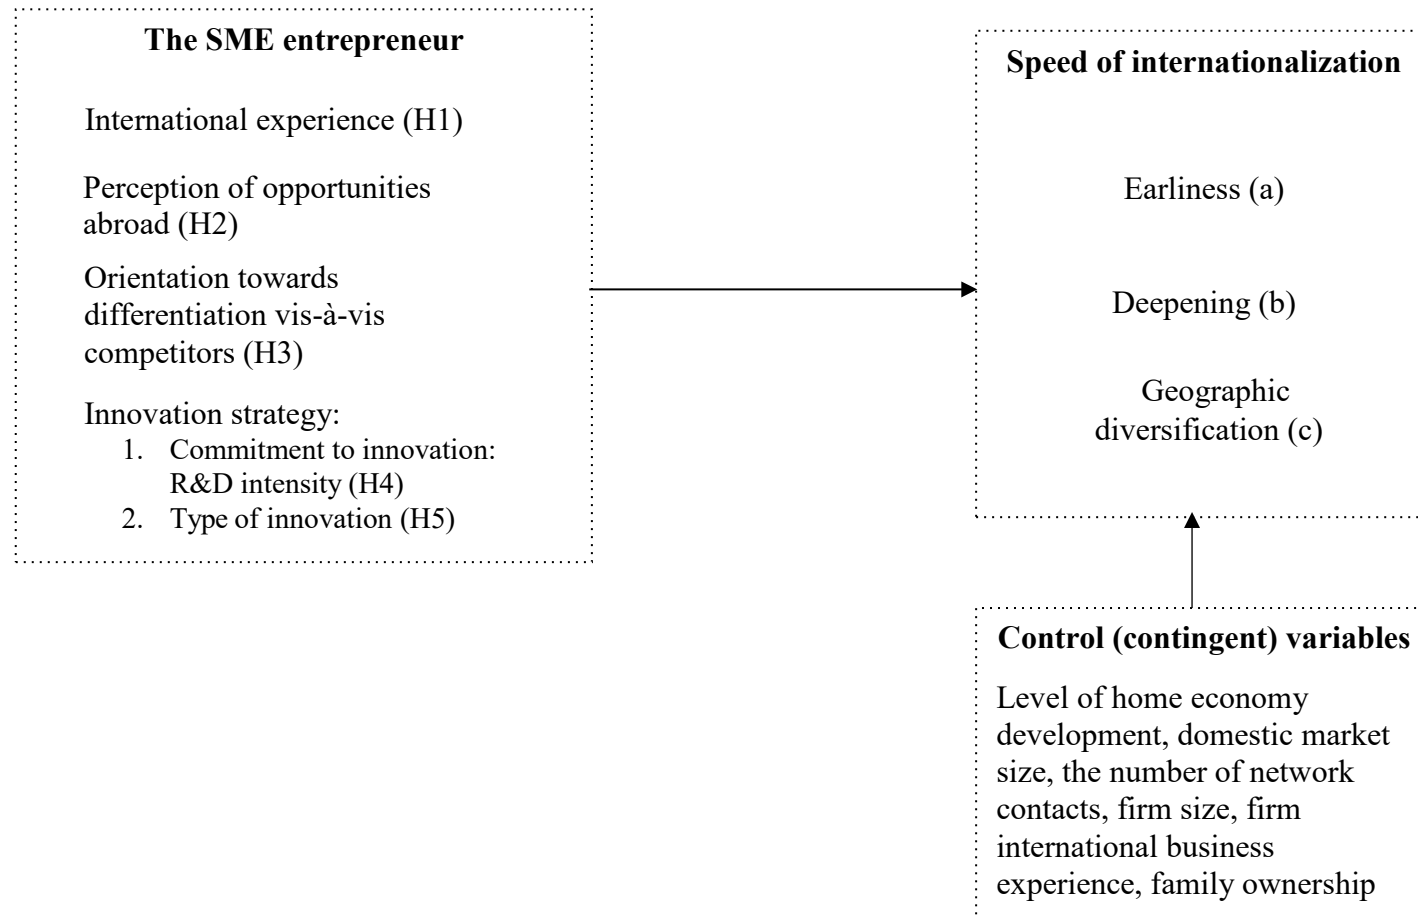 The SME entrepreneur
International experience (H1)
Perception of opportunities
abroad (H2)
Orientation towards
differentiation vis-à-vis
competitors (H3)
Innovation strategy:
1. Commitment to innovation:
R&D intensity (H4)
2. Type of innovation (H5)
Speed of internationalization
Earliness (a)
Deepening (b)
Geographic
diversification (c)
Control (contingent) variables
Level of home economy
development, domestic market
size, the number of network
contacts, firm size, firm
international business
experience, family ownership